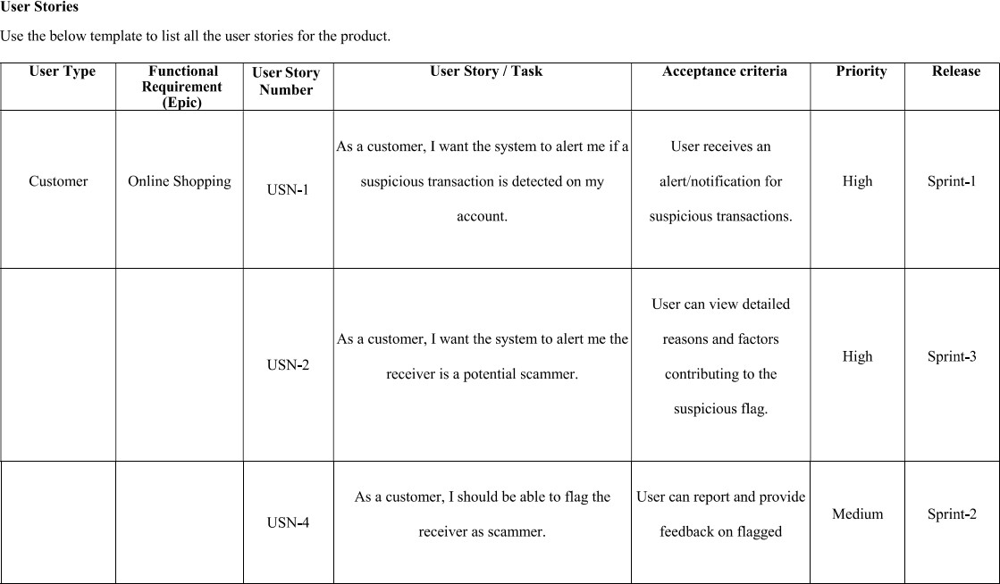 User Stories
Use the below template to list all the user stories for the product.
User Type
Functional
Requirement
(Epic)
User Story
Number
User Story / Task
Acceptance criteria
Priority
Release
Customer
Online Shopping
USN-1
As a customer, I want the system to alert me if a
suspicious transaction is detected on my
account.
User receives an
alert/notification for
suspicious transactions.
High
Sprint-1
USN-2
As a customer, I want the system to alert me the
receiver is a potential scammer.
User can view detailed
reasons and factors
contributing to the
suspicious flag.
High
Sprint-3
USN-4
As a customer, I should be able to flag the
receiver as scammer.
User can report and provide
feedback on flagged
Medium
Sprint-2